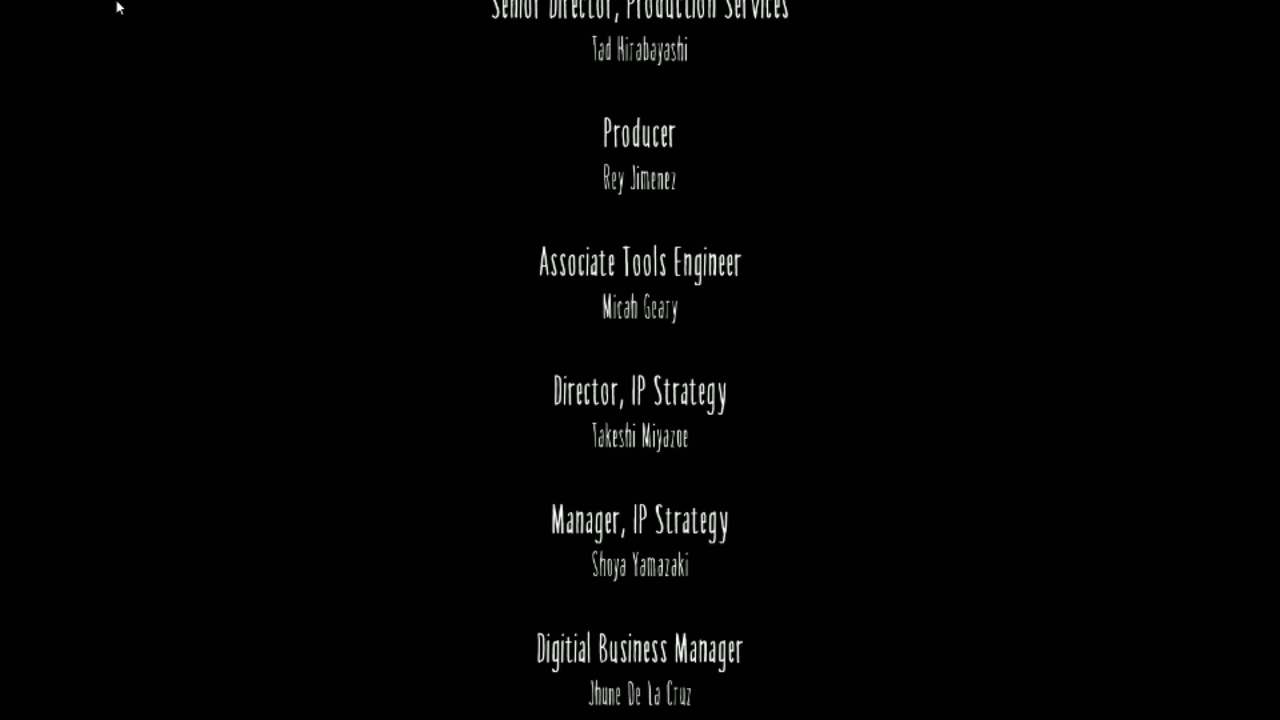 Senior Director, Production Services
Tad Hirabayashi
Producer
Rey Jimenez
Associate Tools Engineer
Micah Geary
Director, IP Strategy
Takeshi Miyazoe
Manager, IP Strategy
Shoya Yamazaki
Digitial Business Manager
Jhune De La Cruz